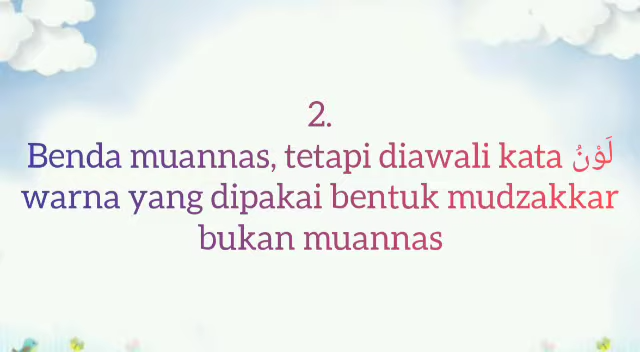 2.
Benda muannas, tetapi diawali kata لَوْنُ
warna yang dipakai bentuk mudzakkar
bukan muannas